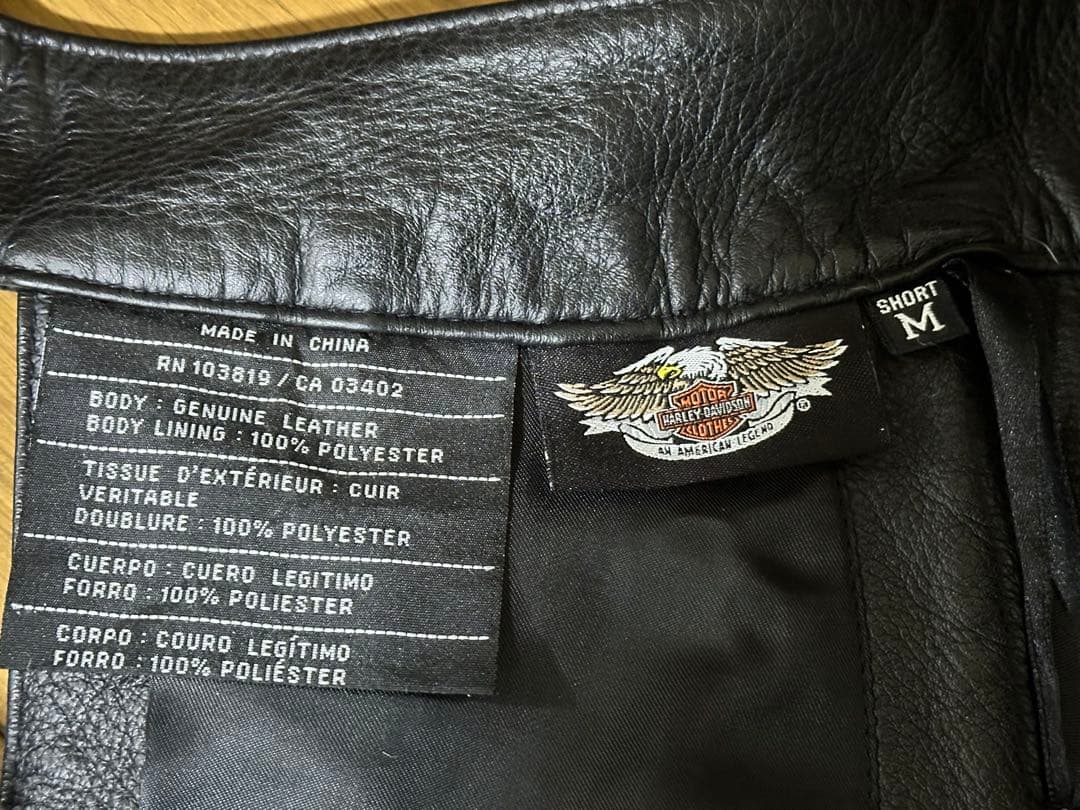 MADE IN CHINA
RN 103819 / CA 03402
BODY : GENUINE LEATHER
BODY LINING : 100% POLYESTER
TISSUE D'EXTÉRIEUR : CUIR
VERITABLE
DOUBLURE : 100% POLYESTER
CUERPO : CUERO LEGITIMO
FORRO : 100% POLIESTER
CORPO : COURO LEGÍTIMO
FORRO : 100% POLIÉSTER
MOTOR
HARLEY-DAVIDSON
CLOTHES
AN AMERICAN LEGEND
®
SHORT
M